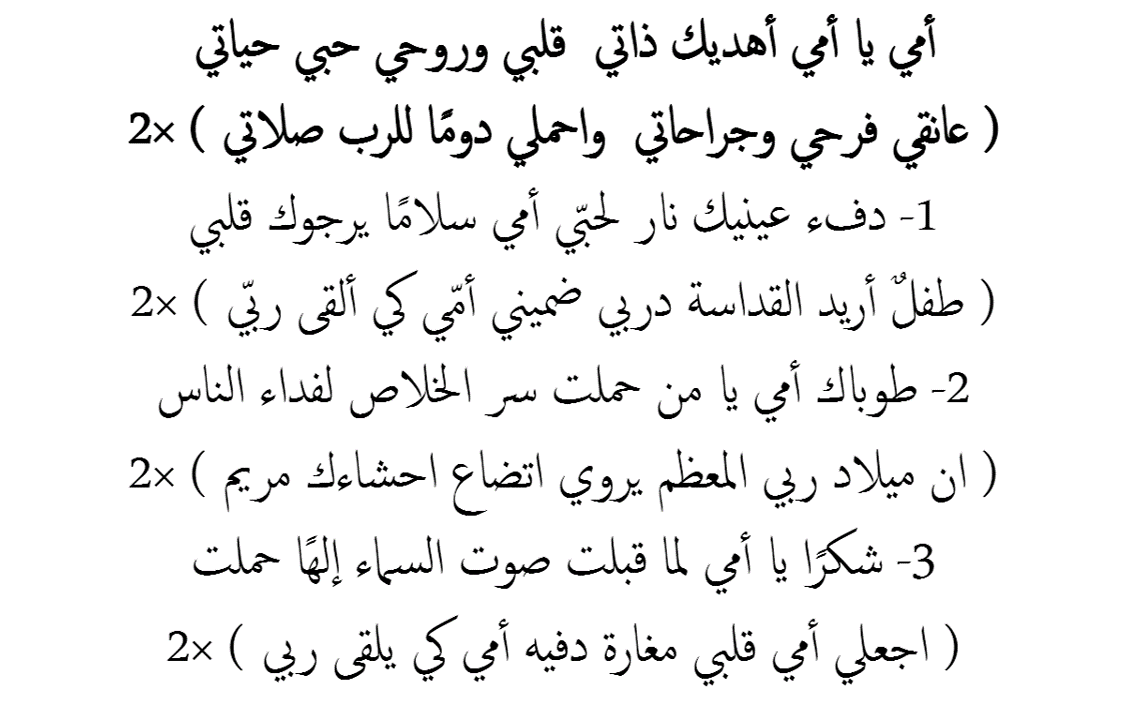 أمي يا أمي أهديك ذاتي قلبي وروحي حبي حياتي
( عانقي فرحي وجراحاتي واحملي دومًا للرب صلاتي ) ×2
1- دفء عينيك نار لحبّي أمي سلامًا يرجوك قلبي
( طفلٌ أريد القداسة دربي ضميني أمّي كي ألقى ربيّ ) ×2
2- طوباك أمي يا من حملت سر الخلاص لفداء الناس
( ان ميلاد ربي المعظم يروي اتضاع احشاءك مريم ) ×2
3- شكرًا يا أمي لما قبلت صوت السماء إلهًا حملت
( اجعلي أمي قلبي مغارة دفيه أمي كي يلقى ربي ) ×2